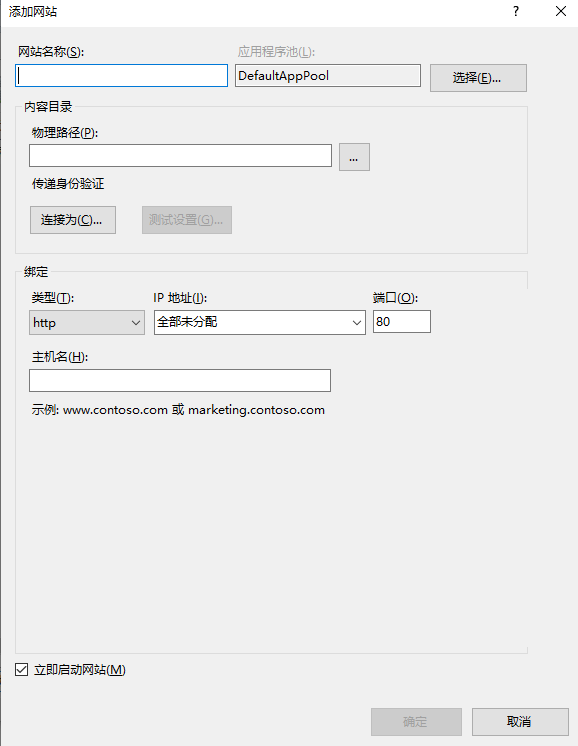 添加网站
?
网站名称(S):
应用程序池(L):
DefaultAppPool
选择(E)...
内容目录
物理路径(P):
...
传递身份验证
连接为(C)...
测试设置(G)...
绑定
类型(T):
IP 地址(I):
端口(O):
http
全部未分配
80
主机名(H):
示例: www.contoso.com 或 marketing.contoso.com
立即启动网站(M)
确定
取消